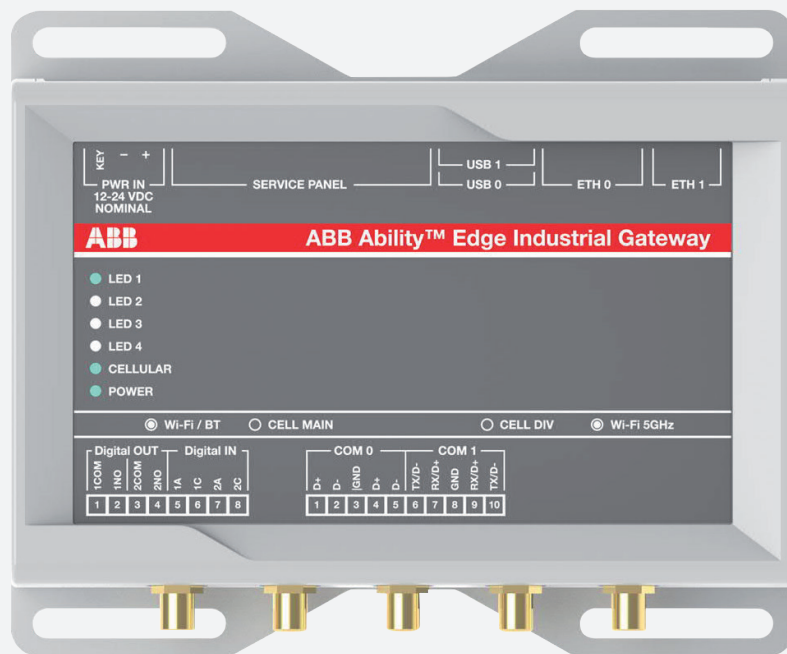 KEY - +
PWR IN
12-24 VDC
NOMINAL
SERVICE PANEL
USB 1
USB 0
ETH 0
ETH 1
ABB
ABB Ability™ Edge Industrial Gateway
LED 1
LED 2
LED 3
LED 4
CELLULAR
POWER
Wi-Fi / BT CELL MAIN CELL DIV Wi-Fi 5GHz
Digital OUT Digital IN COM 0 COM 1
1COM 1NO 2COM 2NO 1A 1C 2A 2C D+ D- |GND D+ D- TX/D- RX/D+ GND RX/D+ TX/D-
1 2 3 4 5 6 7 8 1 2 3 4 5 6 7 8 9 10